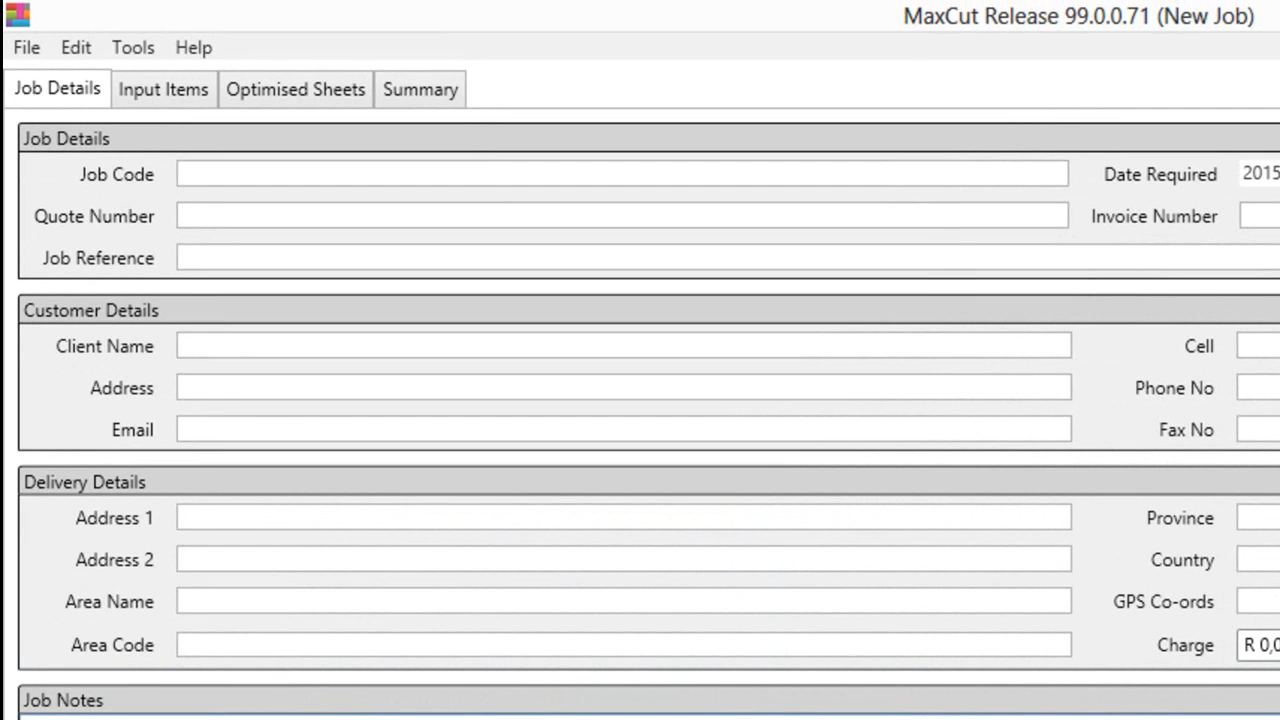 MaxCut Release 99.0.0.71 (New Job)
File Edit Tools Help
Job Details Input Items Optimised Sheets Summary
Job Details
Job Code Date Required 2015
Quote Number Invoice Number
Job Reference
Customer Details
Client Name Cell
Address Phone No
Email Fax No
Delivery Details
Address 1 Province
Address 2 Country
Area Name GPS Co-ords
Area Code Charge R 0,0
Job Notes